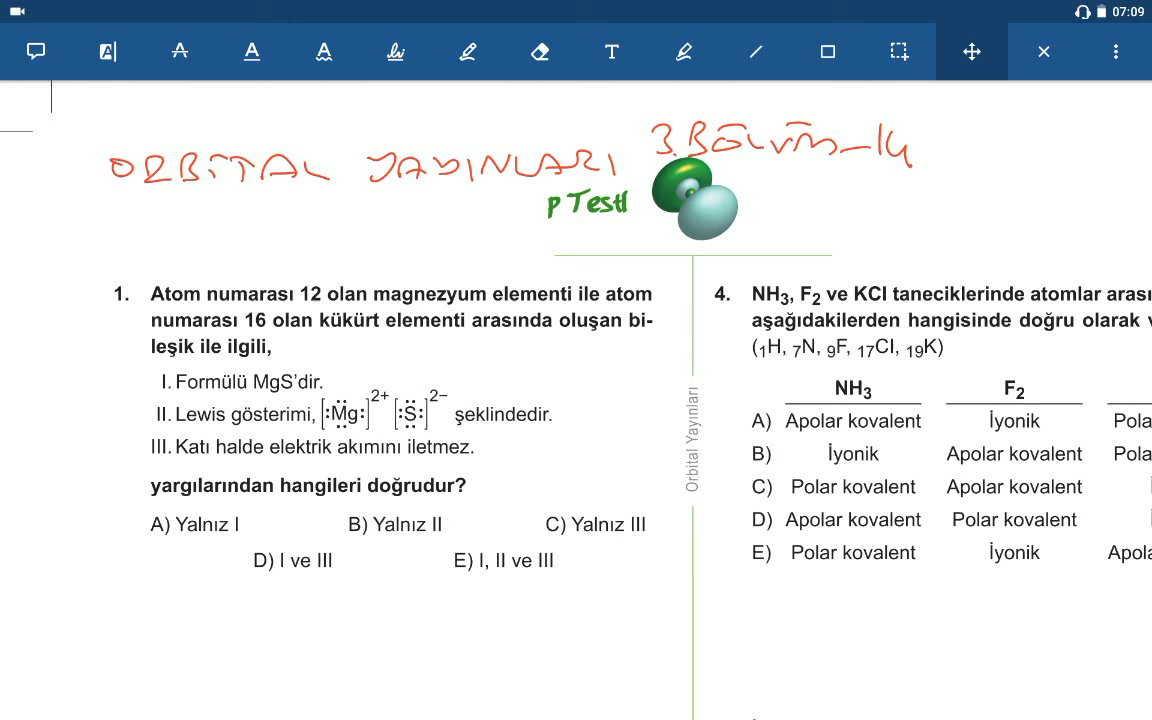 07:09
ORBİTAL YAYINLARI 3.BÖLÜM-14
p Testi
1. Atom numarası 12 olan magnezyum elementi ile atom
numarası 16 olan kükürt elementi arasında oluşan bi-
leşik ile ilgili,
I. Formülü MgS'dir.
II. Lewis gösterimi, [:Mg:]2+ [:S:]2− şeklindedir.
III. Katı halde elektrik akımını iletmez.
yargılarından hangileri doğrudur?
A) Yalnız I B) Yalnız II C) Yalnız III
D) I ve III E) I, II ve III
Orbital Yayınları
4. NH3, F2 ve KCl taneciklerinde atomlar arası
aşağıdakilerden hangisinde doğru olarak v
(1H, 7N, 9F, 17Cl, 19K)
NH3 F2
A) Apolar kovalent İyonik Pola
B) İyonik Apolar kovalent Pola
C) Polar kovalent Apolar kovalent İ
D) Apolar kovalent Polar kovalent İ
E) Polar kovalent İyonik Apola